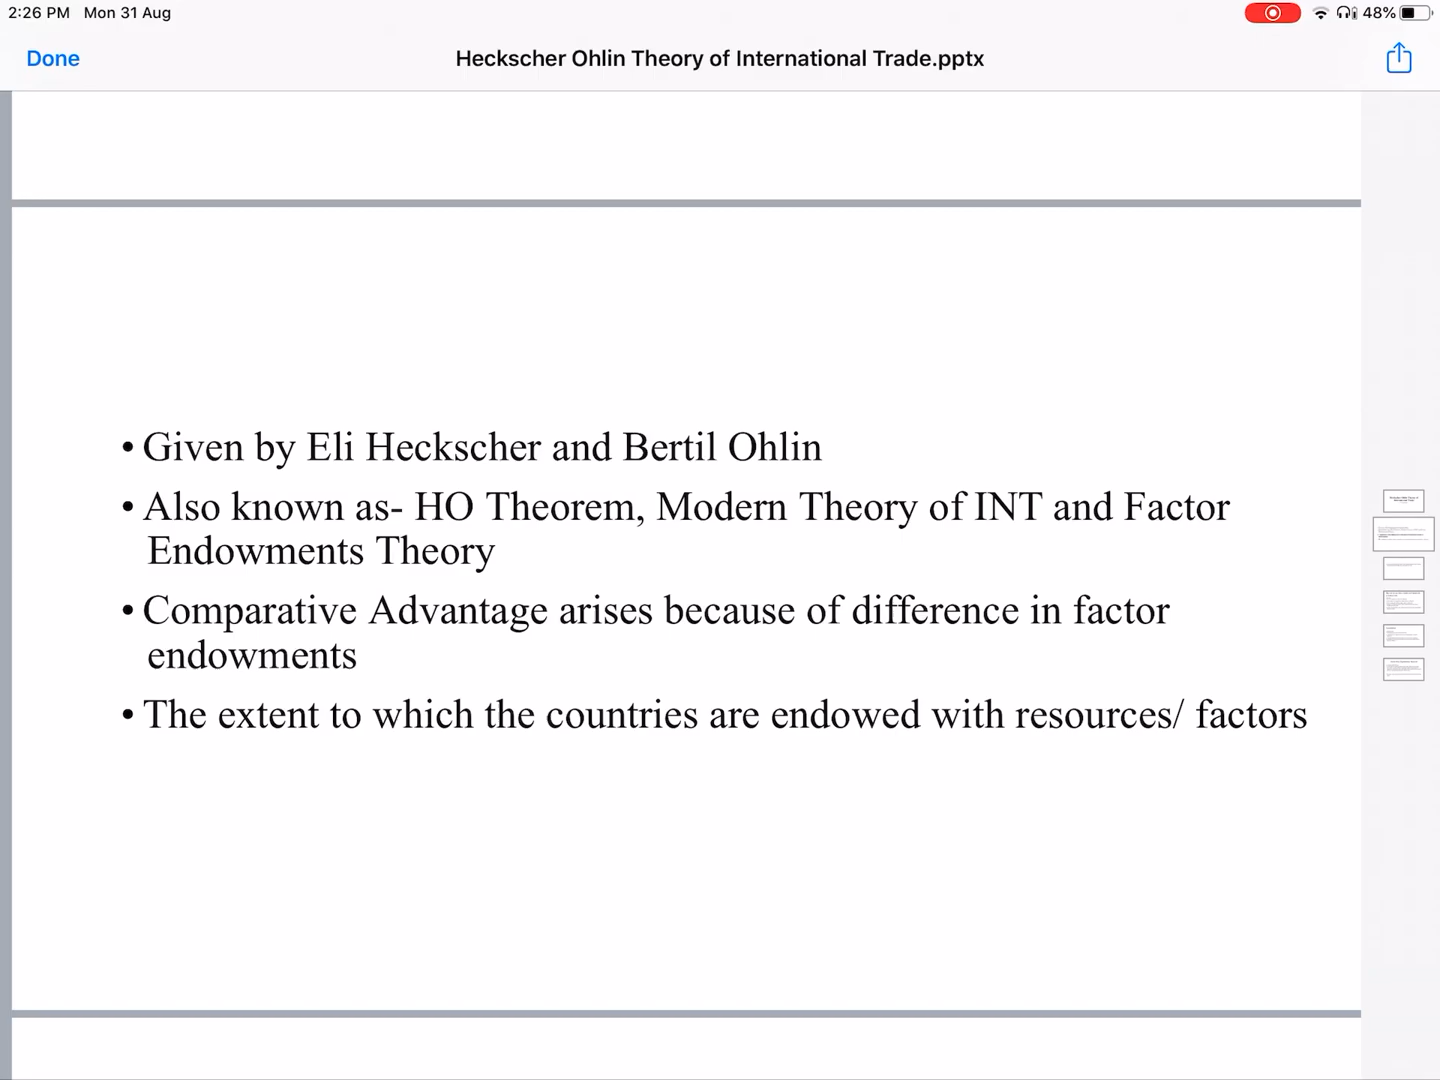 2:26 PM Mon 31 Aug
48%
Done
Heckscher Ohlin Theory of International Trade.pptx
• Given by Eli Heckscher and Bertil Ohlin
• Also known as- HO Theorem, Modern Theory of INT and Factor
Endowments Theory
• Comparative Advantage arises because of difference in factor
endowments
• The extent to which the countries are endowed with resources/ factors